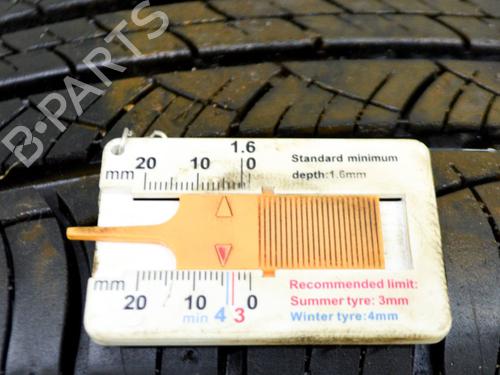 B-PARTS
1.6
20 10 0
mm
Standard minimum
depth:1.6mm
mm
20 10 0
min 4 3
Recommended limit:
Summer tyre: 3mm
Winter tyre: 4mm